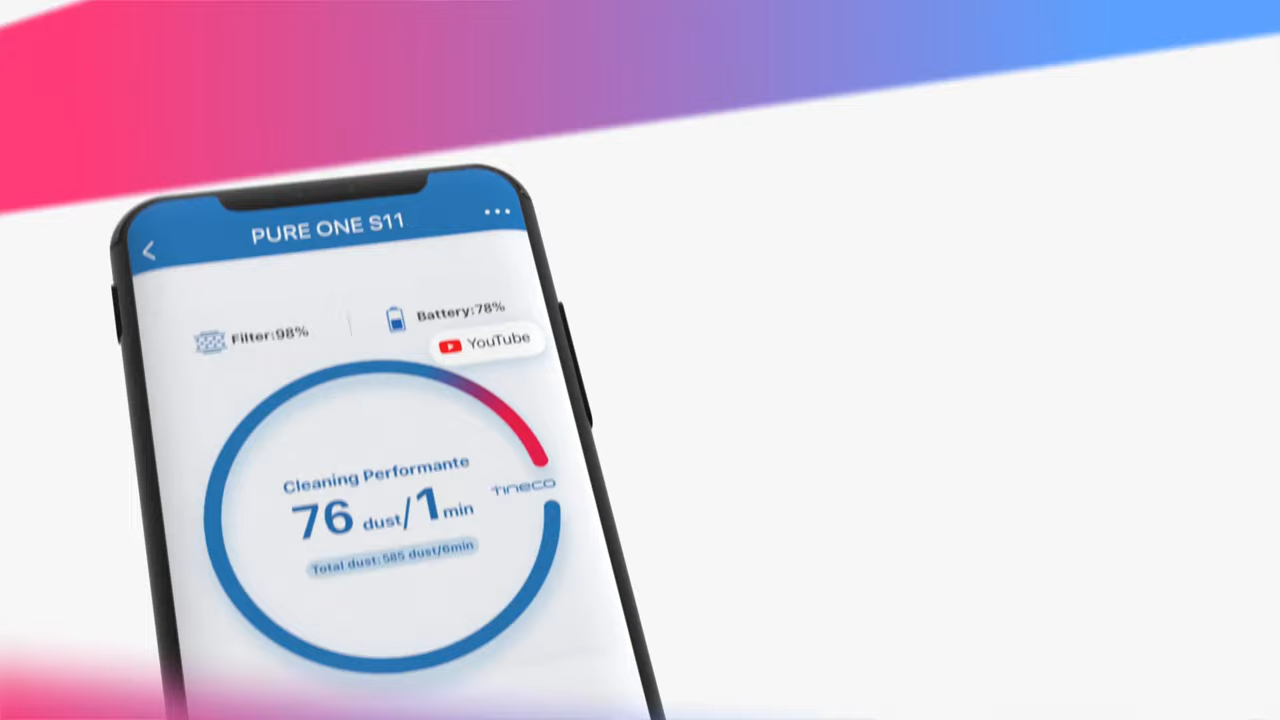 PURE ONE S11
Filter:98%
Battery:78%
YouTube
Cleaning Performante
76 dust/1min
Tineco
Total dust:585 dust/6min